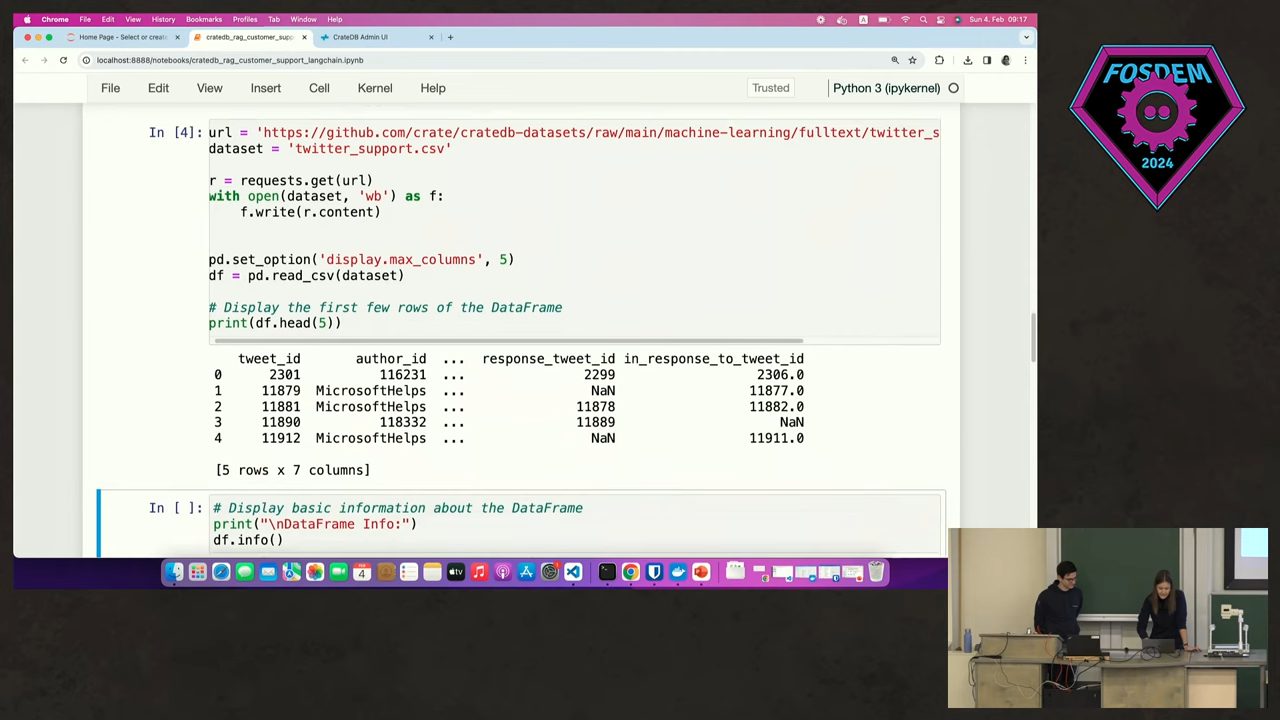 Chrome File Edit View History Bookmarks Profiles Tab Window Help Sun 4. Feb 09:17
Home Page - Select or create
cratedb_rag_customer_supp
CrateDB Admin UI
localhost:8888/notebooks/cratedb_rag_customer_support_langchain.ipynb
File Edit View Insert Cell Kernel Help Trusted Python 3 (ipykernel)
In [4]: url = 'https://github.com/crate/cratedb-datasets/raw/main/machine-learning/fulltext/twitter_s
dataset = 'twitter_support.csv'
r = requests.get(url)
with open(dataset, 'wb') as f:
f.write(r.content)
pd.set_option('display.max_columns', 5)
df = pd.read_csv(dataset)
# Display the first few rows of the DataFrame
print(df.head(5))
tweet_id author_id ... response_tweet_id in_response_to_tweet_id
0 2301 116231 ... 2299 2306.0
1 11879 MicrosoftHelps ... NaN 11877.0
2 11881 MicrosoftHelps ... 11878 11882.0
3 11890 118332 ... 11889 NaN
4 11912 MicrosoftHelps ... NaN 11911.0
[5 rows x 7 columns]
In [ ]: # Display basic information about the DataFrame
print("\nDataFrame Info:")
df.info()
FOSDEM
2024